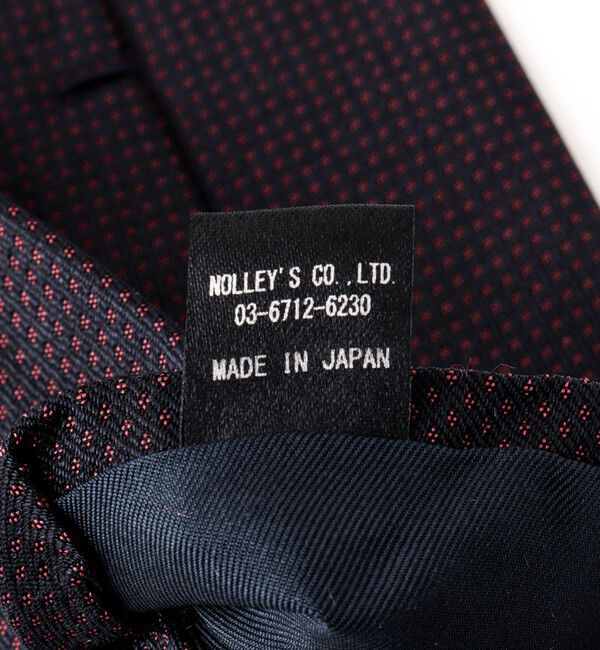 NOLLEY'S CO.,LTD.
03-6712-6230
MADE IN JAPAN